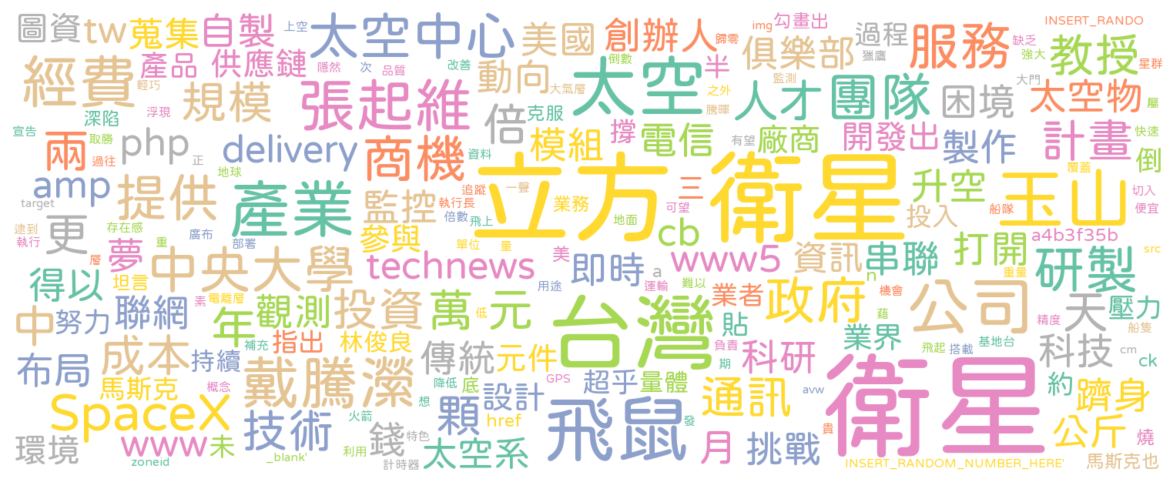 圖資 tw 蒐集 自製 上空 太空中心 美國 創辦人 歸零 img 勾畫出 過程 服務 INSERT_RANDO
產品 供應鏈 隱然 次 改善 品質 動向 倒數 俱樂部 獵鷹 缺乏 強大 教授 星群
經費 輕巧 規模 浮現 張起維 大氣層 太空 之外 半 監測 騰暉 人才 團隊 困境 大門 太空物 屬
宣告 深陷 取勝 兩 過往 php 正 delivery 商機 資料 倍 克服 模組 撐 電信 有望 廠商 開發出 製作 計畫 快速 倒
amp 地球 提供 產業 監控 追蹤 執行長 一聲 立方 衛星 業務 三 可望 升空 覆蓋 玉山 切入 便宜
target 逮到 執行 存在感 更 夢 重 廣布 部署 參與 倍數 飛上 單位 量 地面 cb 投入 船隊 a4b3f35b
層 坦言 中央大學 technews 美 即時 運輸 a 難以 www5 資訊 n 串聯 打開 研製 src 重量
得以 素 電離層 聯網 年 觀測 投資 萬 元 低 用途 台灣 業者 政府 機會 蘊 公司 天 壓力
中 努力 補充 指出 林俊良 貼 負責 業界 飛起 搭載 基地台 精度 船隻
布局 成本 持續 戴騰瀠 傳統 元件 期 科研 科技 cm ck
馬斯克 概念 降低 底 想 GPS 超乎 量體 通訊 avw 約 躋身
SpaceX 技術 火箭 顆 設計 href 飛鼠 發 衛星 貴 公斤 燒
環境 www 未 利用 錢 特色 太空系 月 挑戰 馬斯克也
zoneid _blank' 計時器 INSERT_RANDOM_NUMBER_HERE'